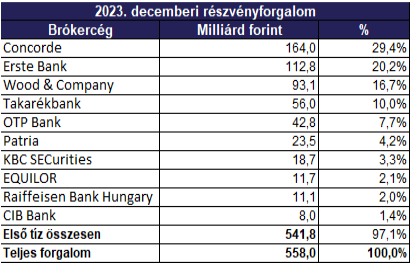 2023. decemberi részvényforgalom
Brókercég Milliárd forint %
Concorde 164,0 29,4%
Erste Bank 112,8 20,2%
Wood & Company 93,1 16,7%
Takarékbank 56,0 10,0%
OTP Bank 42,8 7,7%
Patria 23,5 4,2%
KBC SECurities 18,7 3,3%
EQUILOR 11,7 2,1%
Raiffeisen Bank Hungary 11,1 2,0%
CIB Bank 8,0 1,4%
Első tíz összesen 541,8 97,1%
Teljes forgalom 558,0 100,0%